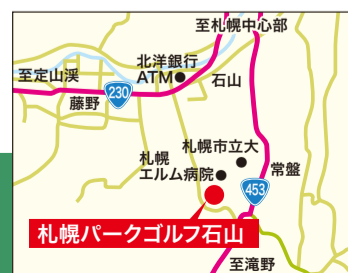 至札幌中心部
北洋銀行
ATM
至定山渓
石山
230
藤野
札幌市立大
札幌
エルム病院
常盤
453
札幌パークゴルフ石山
至滝野